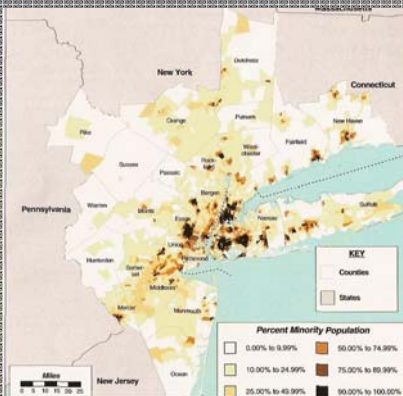 Massachusetts
New York
Dutchess
Connecticut
Orange
Putnam
New Haven
Fairfield
Pike
West-
chester
Sussex
Rock-
land
Passaic
Bergen
Pennsylvania
Warren
Morris
Essex
Nassau
Suffolk
Union
Richmond
Hunterdon
Somer-
set
Middlesex
Mercer
Monmouth
Ocean
New Jersey
KEY
Counties
States
Miles
0 5 10 15 20 25
Percent Minority Population
0.00% to 9.99%
50.00% to 74.99%
10.00% to 24.99%
75.00% to 89.99%
25.00% to 49.99%
90.00% to 100.00%